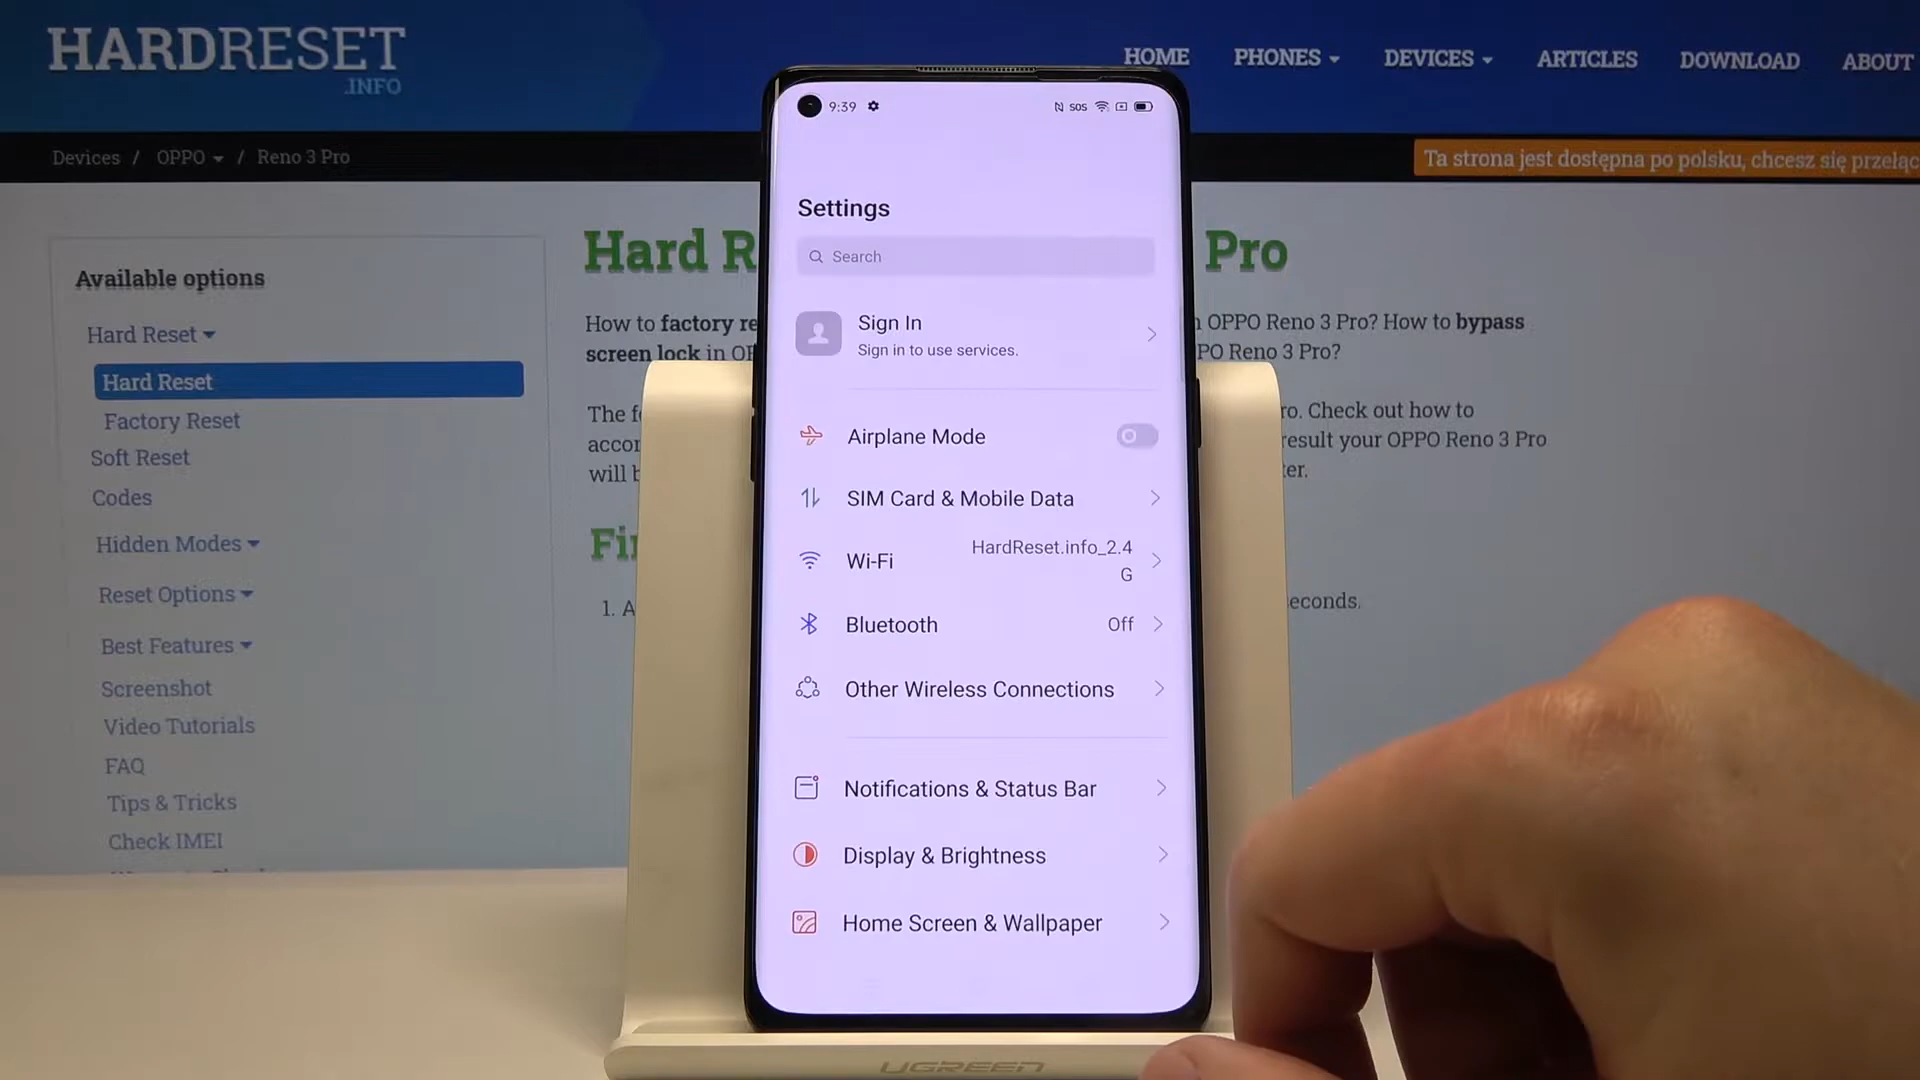 HARDRESET
.INFO
HOME PHONES DEVICES ARTICLES DOWNLOAD ABOUT
Devices / OPPO / Reno 3 Pro
Ta strona jest dostępna po polsku, chcesz się przełąc
Available options
Hard Reset
Hard Reset
Factory Reset
Soft Reset
Codes
Hidden Modes
Reset Options
Best Features
Screenshot
Video Tutorials
FAQ
Tips & Tricks
Check IMEI
Hard R Pro
How to factory re n OPPO Reno 3 Pro? How to bypass
screen lock in OP PO Reno 3 Pro?
The fo ro. Check out how to
accor result your OPPO Reno 3 Pro
will b ter.
Fir
1. A seconds.
9:39 SOS
Settings
Search
Sign In
Sign in to use services.
Airplane Mode
SIM Card & Mobile Data
Wi-Fi HardReset.info_2.4
G
Bluetooth Off
Other Wireless Connections
Notifications & Status Bar
Display & Brightness
Home Screen & Wallpaper
UGREEN